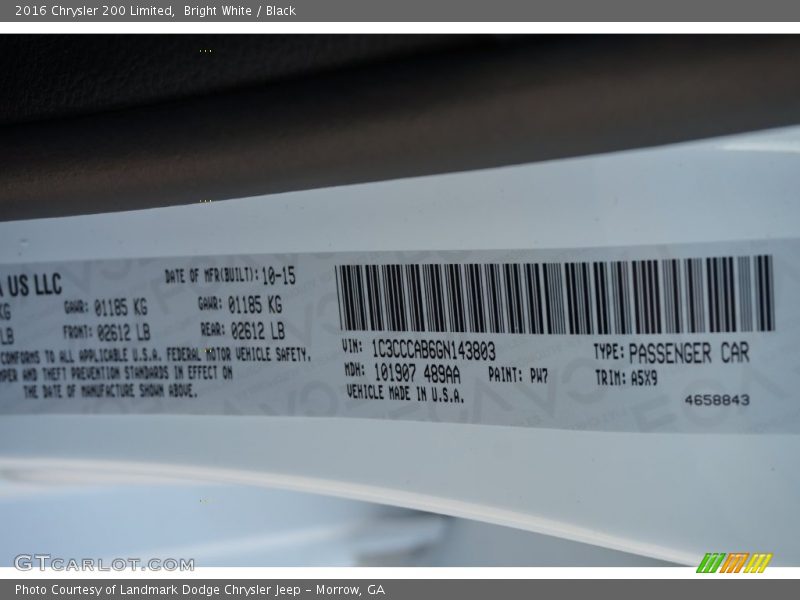 2016 Chrysler 200 Limited, Bright White / Black
US LLC
DATE OF MFR(BUILT): 10-15
KG GAWR: 01185 KG GAWR: 01185 KG
LB FRONT: 02612 LB REAR: 02612 LB
CONFORMS TO ALL APPLICABLE U.S.A. FEDERAL MOTOR VEHICLE SAFETY,
AND THEFT PREVENTION STANDARDS IN EFFECT ON
THE DATE OF MANUFACTURE SHOWN ABOVE.
VIN: 1C3CCCAB6GN143803 TYPE: PASSENGER CAR
MDH: 101907 489AA PAINT: PW7 TRIM: A5X9
VEHICLE MADE IN U.S.A.
4658843
GTCARLOT.COM
Photo Courtesy of Landmark Dodge Chrysler Jeep - Morrow, GA